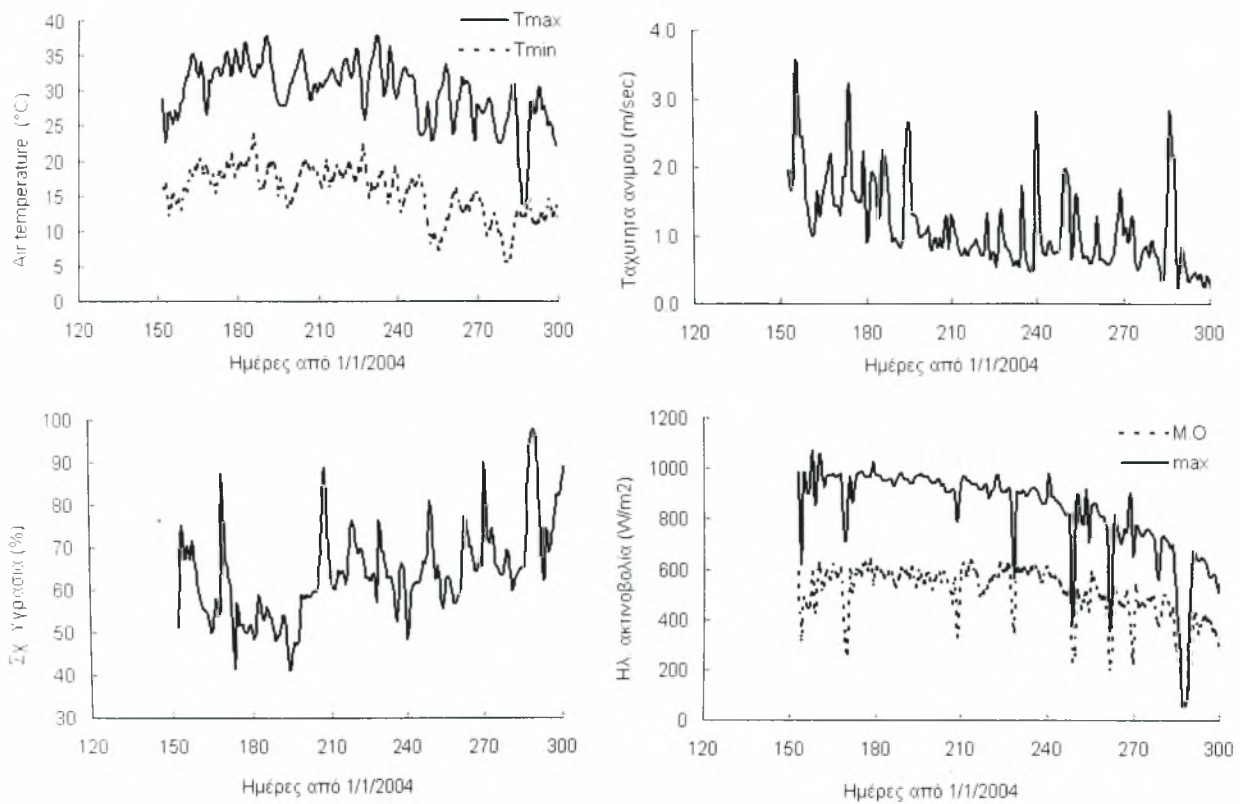 Air temperature (°C)
40
35
30
25
20
15
10
5
0
Tmax
Tmin
120 150 180 210 240 270 300
Ημέρες από 1/1/2004
Ταχυτητα ανιμου (m/sec)
4 0
3 0
2 0
1 0
0 0
120 150 180 210 240 270 300
Ημέρες από 1/1/2004
Σχ Υγρασια (%)
100
90
80
70
60
50
40
30
120 150 180 210 240 270 300
Ημέρες από 1/1/2004
Ηλ. ακτινοβολία (W/m2)
1200
1000
800
600
400
200
0
M.O
max
120 150 180 210 240 270 300
Ημέρες από 1/1/2004